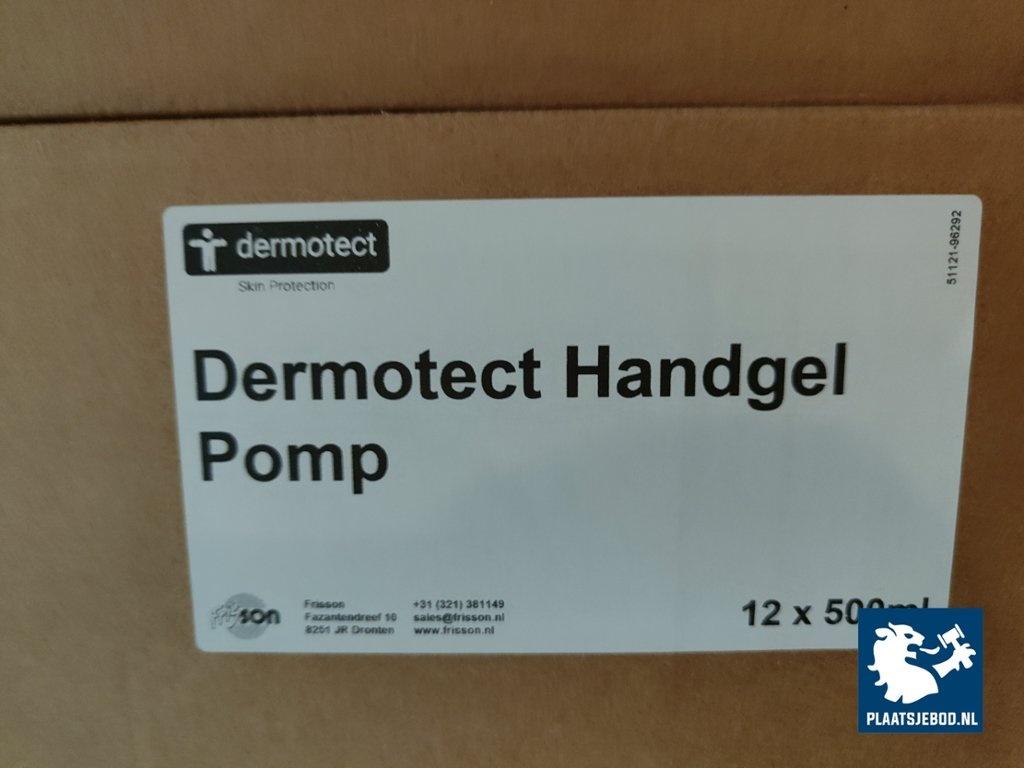 dermotect
Skin Protection
51121-96292
Dermotect Handgel
Pomp
frisson
Frisson
Fazantendreef 10
8251 JR Dronten
+31 (321) 381149
sales@frisson.nl
www.frisson.nl
12 x 500ml
PLAATSJEBOD.NL